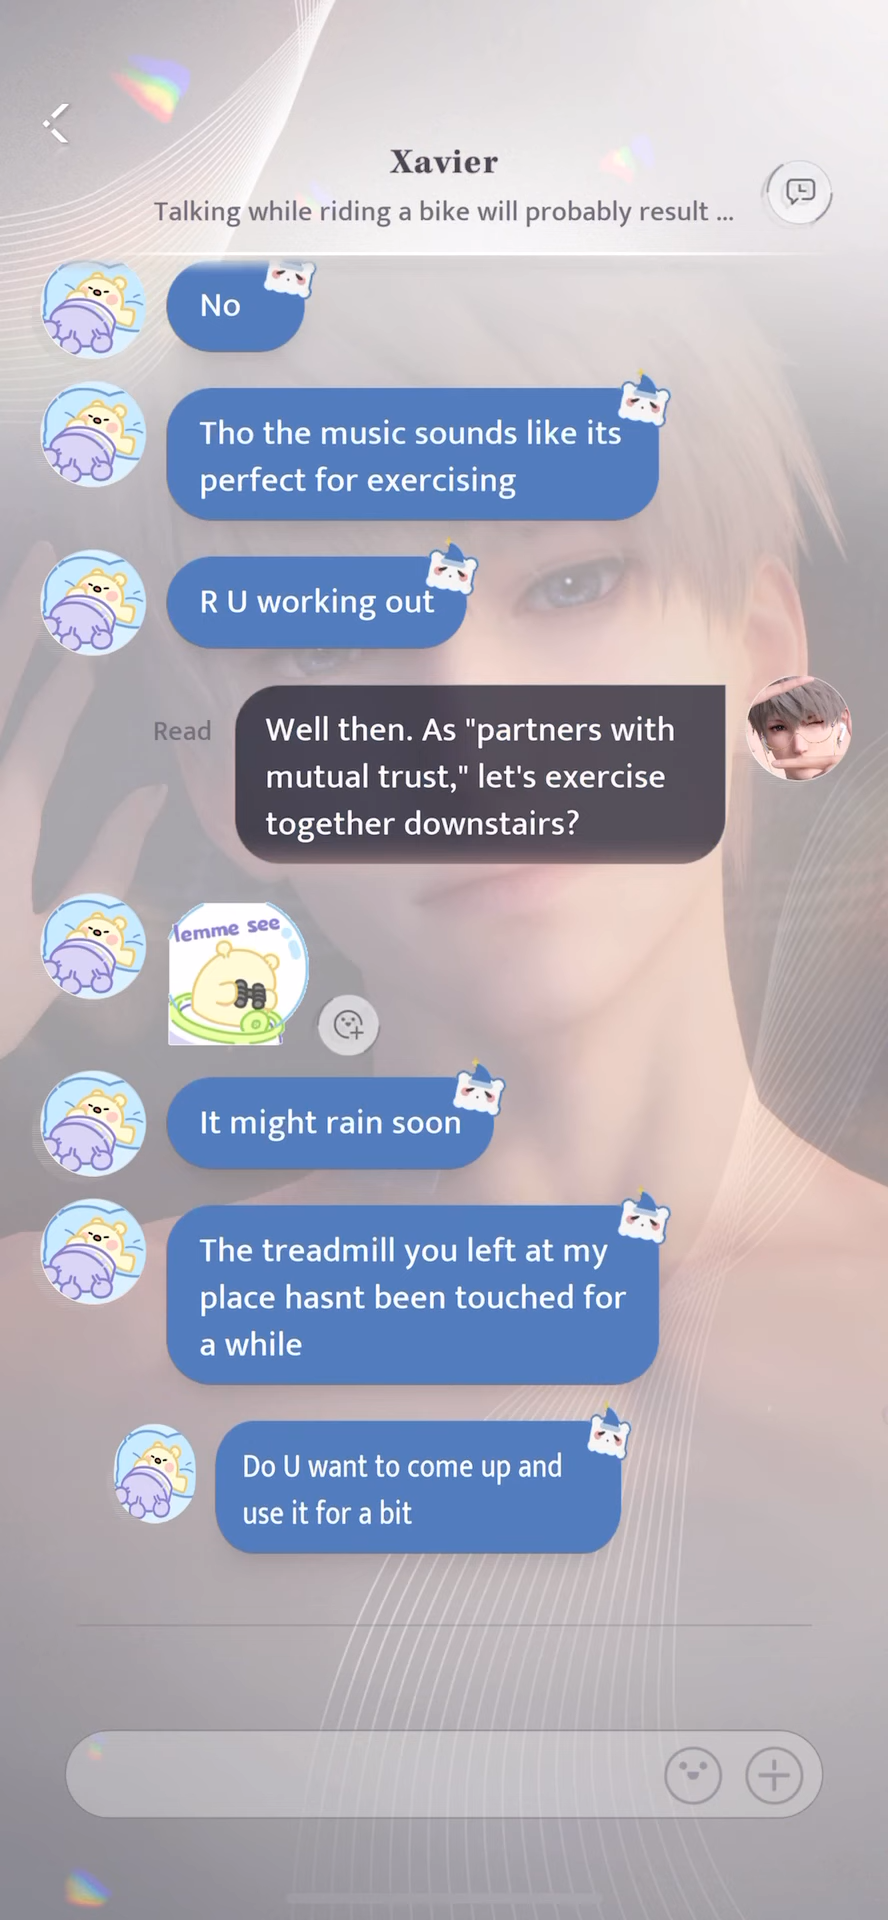 Xavier
Talking while riding a bike will probably result ...
No
Tho the music sounds like its
perfect for exercising
R U working out
Read
Well then. As "partners with
mutual trust," let's exercise
together downstairs?
lemme see
It might rain soon
The treadmill you left at my
place hasnt been touched for
a while
Do U want to come up and
use it for a bit